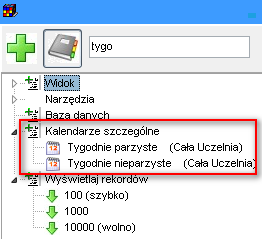 tygo
Widok
Narzędzia
Baza danych
Kalendarze szczególne
Tygodnie parzyste (Cała Uczelnia)
Tygodnie nieparzyste (Cała Uczelnia)
Wyświetlaj rekordów
100 (szybko)
1000
10000 (wolno)